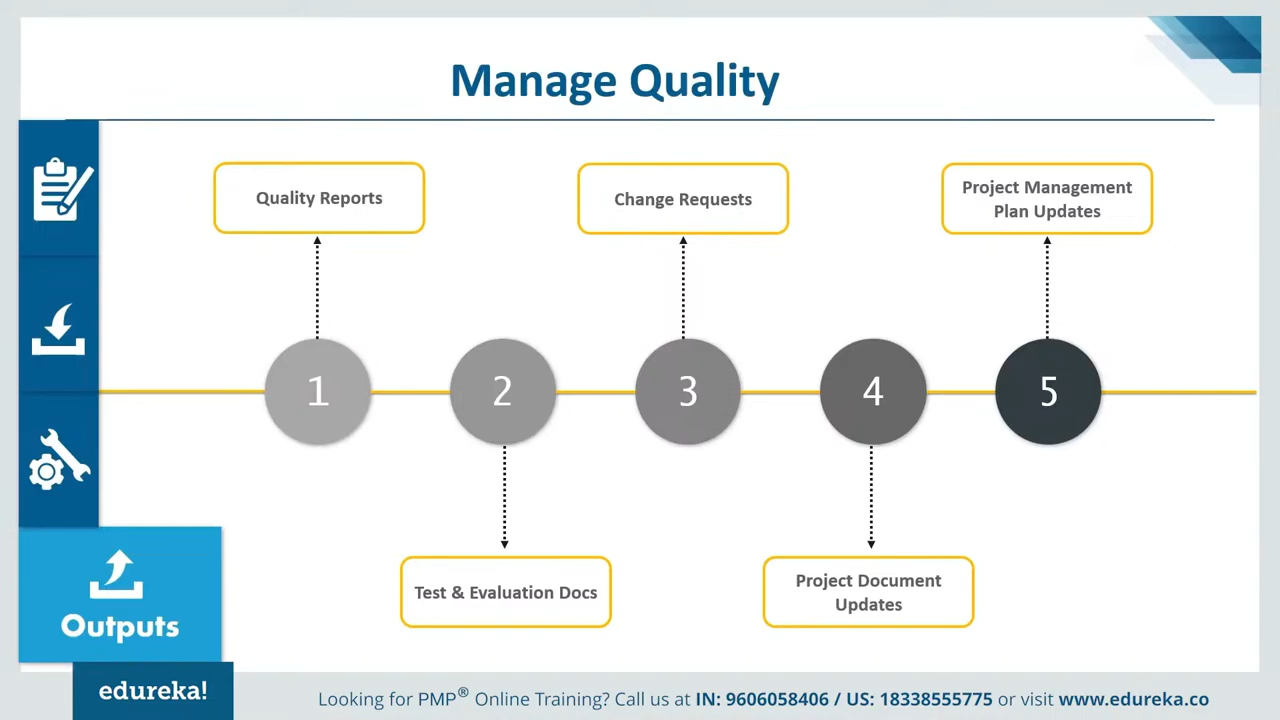 Manage Quality
Quality Reports
Change Requests
Project Management
Plan Updates
1
2
3
4
5
Test & Evaluation Docs
Project Document
Updates
Outputs
edureka!
Looking for PMP® Online Training? Call us at IN: 9606058406 / US: 18338555775 or visit www.edureka.co